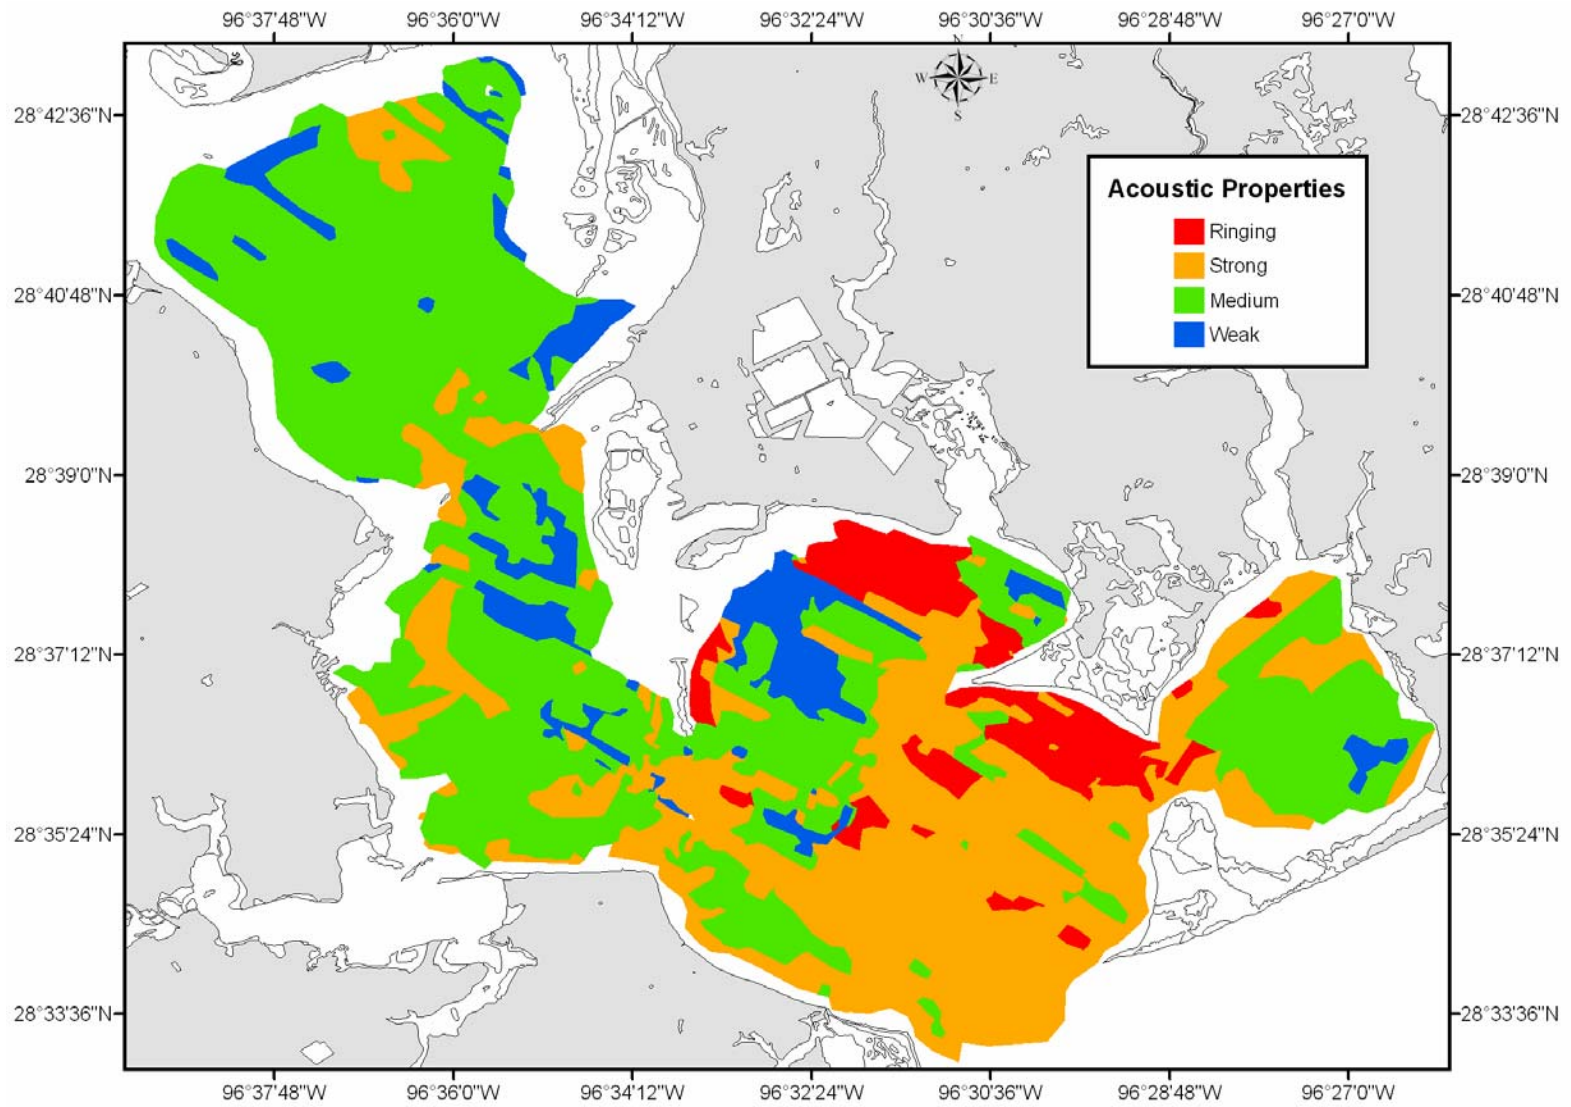 96°37'48"W 96°36'0"W 96°34'12"W 96°32'24"W 96°30'36"W 96°28'48"W 96°27'0"W
N
W E
S
28°42'36"N 28°42'36"N
Acoustic Properties
Ringing
Strong
28°40'48"N Medium 28°40'48"N
Weak
28°39'0"N 28°39'0"N
28°37'12"N 28°37'12"N
28°35'24"N 28°35'24"N
28°33'36"N 28°33'36"N
96°37'48"W 96°36'0"W 96°34'12"W 96°32'24"W 96°30'36"W 96°28'48"W 96°27'0"W